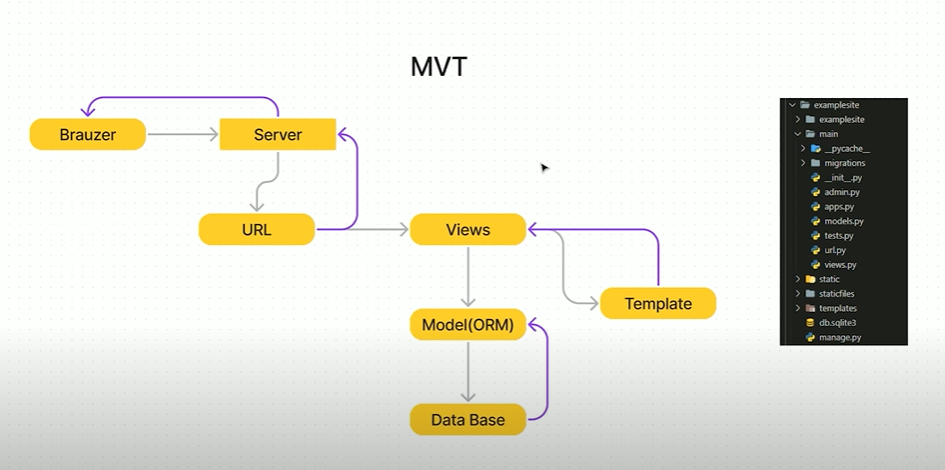 MVT
Brauzer
Server
URL
Views
Template
Model(ORM)
Data Base
examplesite
examplesite
main
__pycache__
migrations
__init__.py
admin.py
apps.py
models.py
tests.py
url.py
views.py
static
staticfiles
templates
db.sqlite3
manage.py